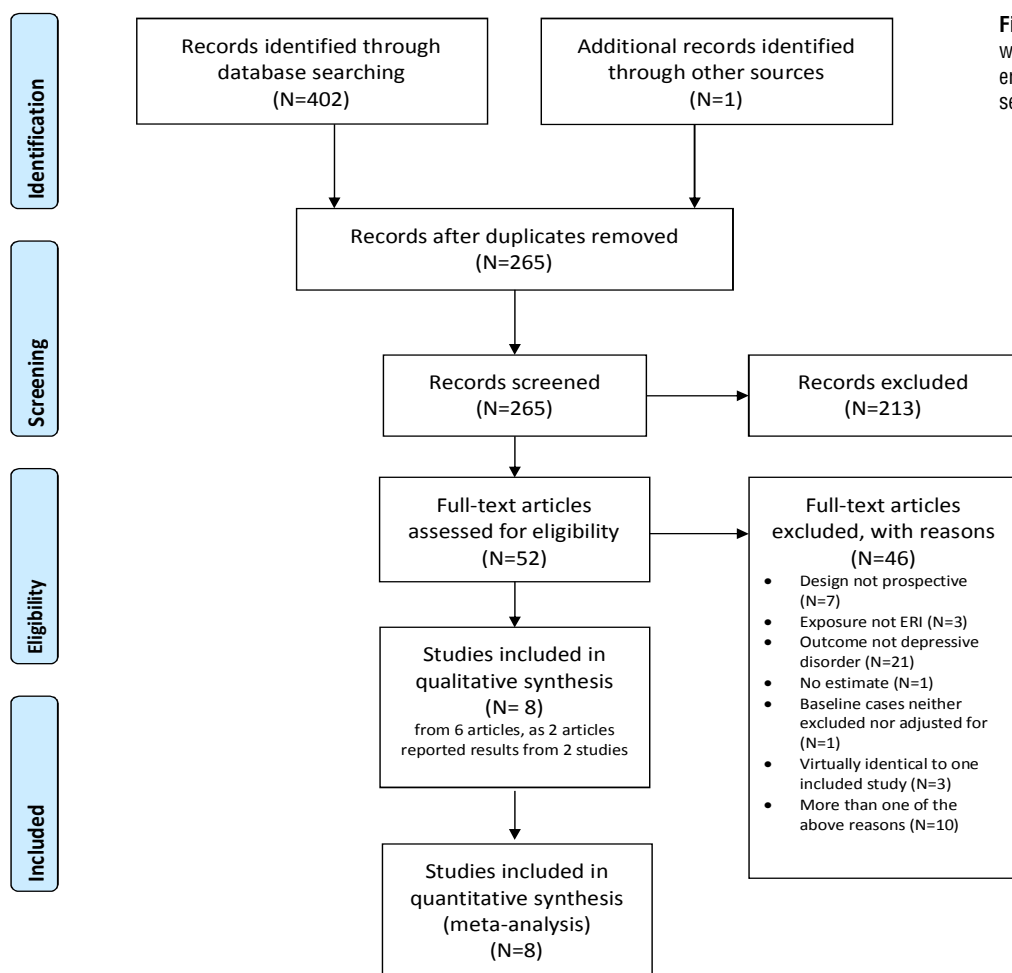 Records identified through
database searching
(N=402)
Additional records identified
through other sources
(N=1)
Identification
Records after duplicates removed
(N=265)
Screening
Records screened
(N=265)
Records excluded
(N=213)
Eligibility
Full-text articles
assessed for eligibility
(N=52)
Full-text articles
excluded, with reasons
(N=46)
• Design not prospective
(N=7)
• Exposure not ERI (N=3)
• Outcome not depressive
disorder (N=21)
• No estimate (N=1)
• Baseline cases neither
excluded nor adjusted for
(N=1)
• Virtually identical to one
included study (N=3)
• More than one of the
above reasons (N=10)
Studies included in
qualitative synthesis
(N= 8)
from 6 articles, as 2 articles
reported results from 2 studies
Included
Studies included in
quantitative synthesis
(meta-analysis)
(N=8)